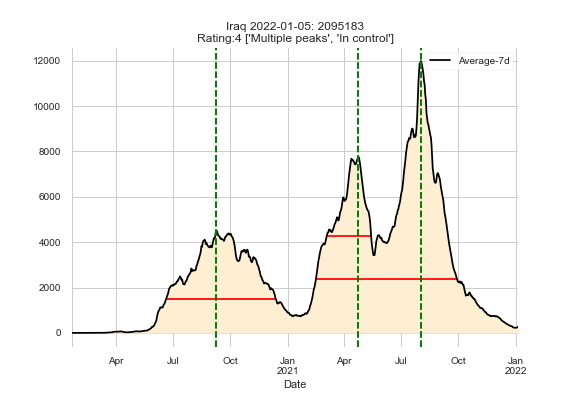 Iraq 2022-01-05: 2095183
Rating:4 ['Multiple peaks', 'In control']
Average-7d
12000
10000
8000
6000
4000
2000
0
Apr Jul Oct Jan Apr Jul Oct Jan
2021 2022
Date